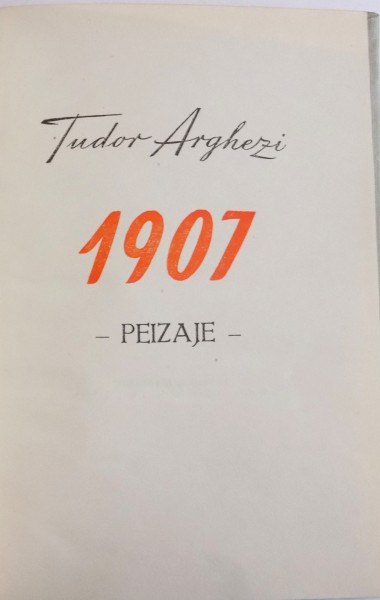 Tudor Arghezi
1907
– PEIZAJE –